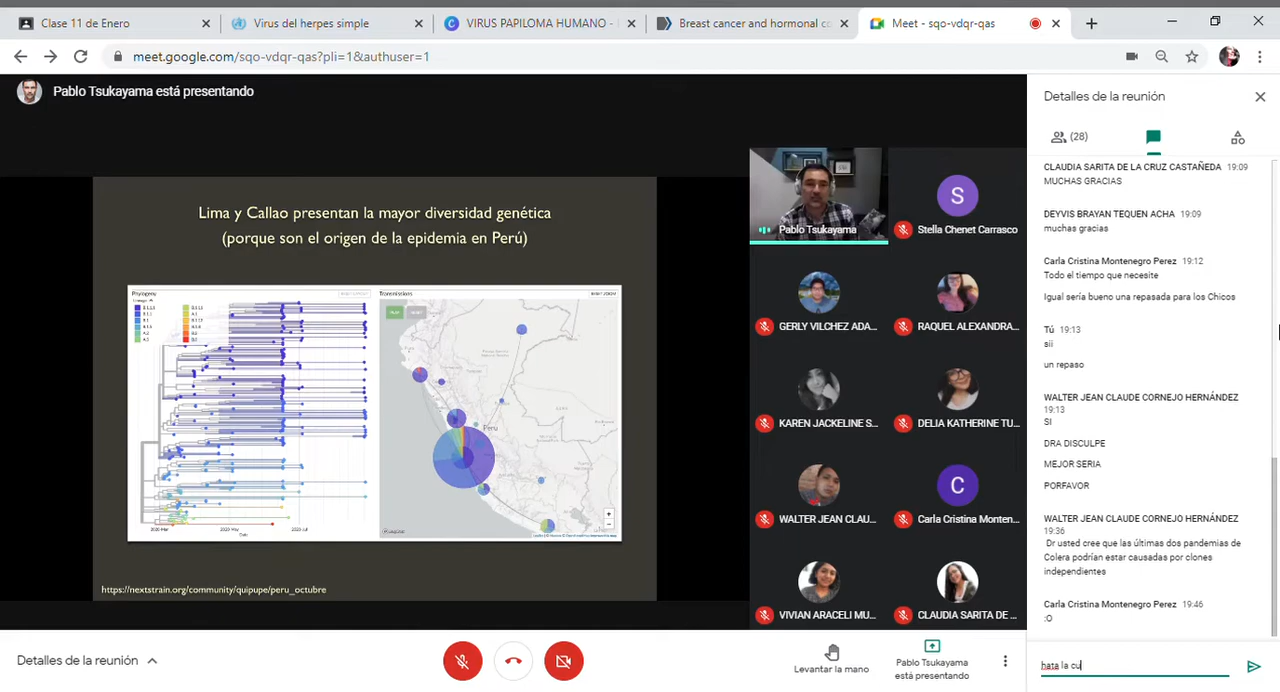 Clase 11 de Enero
Virus del herpes simple
VIRUS PAPILOMA HUMANO -
Breast cancer and hormonal co
Meet - sqo-vdqr-qas
meet.google.com/sqo-vdqr-qas?pli=1&authuser=1
Pablo Tsukayama está presentando
Lima y Callao presentan la mayor diversidad genética
(porque son el origen de la epidemia en Perú)
Phylogeny
Transmissions
Peru
https://nextstrain.org/community/quipupe/peru_octubre
Pablo Tsukayama
S
Stella Chenet Carrasco
GERLY VILCHEZ ADA...
RAQUEL ALEXANDRA...
KAREN JACKELINE S...
DELIA KATHERINE TU...
WALTER JEAN CLAU...
C
Carla Cristina Monten...
VIVIAN ARACELI MU...
CLAUDIA SARITA DE ...
Detalles de la reunión
(28)
CLAUDIA SARITA DE LA CRUZ CASTAÑEDA 19:09
MUCHAS GRACIAS
DEYVIS BRAYAN TEQUEN ACHA 19:09
muchas gracias
Carla Cristina Montenegro Perez 19:12
Todo el tiempo que necesite
Igual sería bueno una repasada para los Chicos
Tú 19:13
sii
un repaso
WALTER JEAN CLAUDE CORNEJO HERNÁNDEZ
19:13
SI
DRA DISCULPE
MEJOR SERIA
PORFAVOR
WALTER JEAN CLAUDE CORNEJO HERNÁNDEZ
19:36
Dr usted cree que las últimas dos pandemias de
Colera podrían estar causadas por clones
independientes
Carla Cristina Montenegro Perez 19:46
:O
hata la cu
Detalles de la reunión
Levantar la mano
Pablo Tsukayama
está presentando